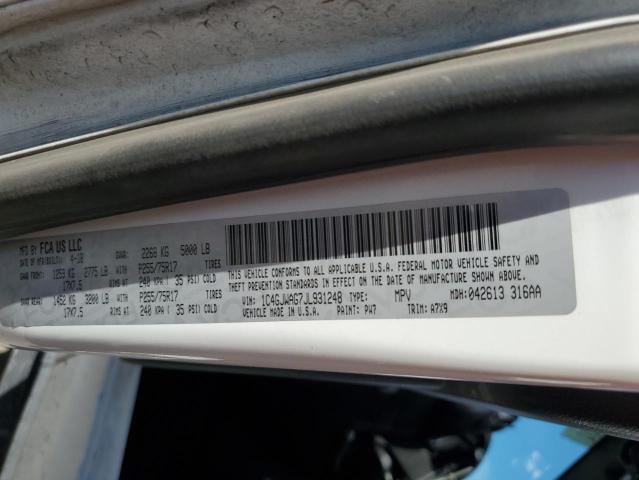 MFD BY FCA US LLC
DATE OF MFR(BUILD): 4-18 GVWR: 2268 KG 5000 LB
GAWR FRONT: 1259 KG 2775 LB WITH P255/75R17 TIRES
17X7.5 RIMS AT 240 KPA( 35 PSI)COLD
GAWR REAR: 1452 KG 3200 LB WITH P255/75R17 TIRES
17X7.5 RIMS AT 240 KPA( 35 PSI)COLD
THIS VEHICLE CONFORMS TO ALL APPLICABLE U.S.A. FEDERAL MOTOR VEHICLE SAFETY AND
THEFT PREVENTION STANDARDS IN EFFECT ON THE DATE OF MANUFACTURE SHOWN ABOVE
VIN: 1C4GJWAG7JL931248 TYPE: MPV MDH: 042613 316AA
VEHICLE MADE IN U.S.A. PAINT: PW7 TRIM: A7X9